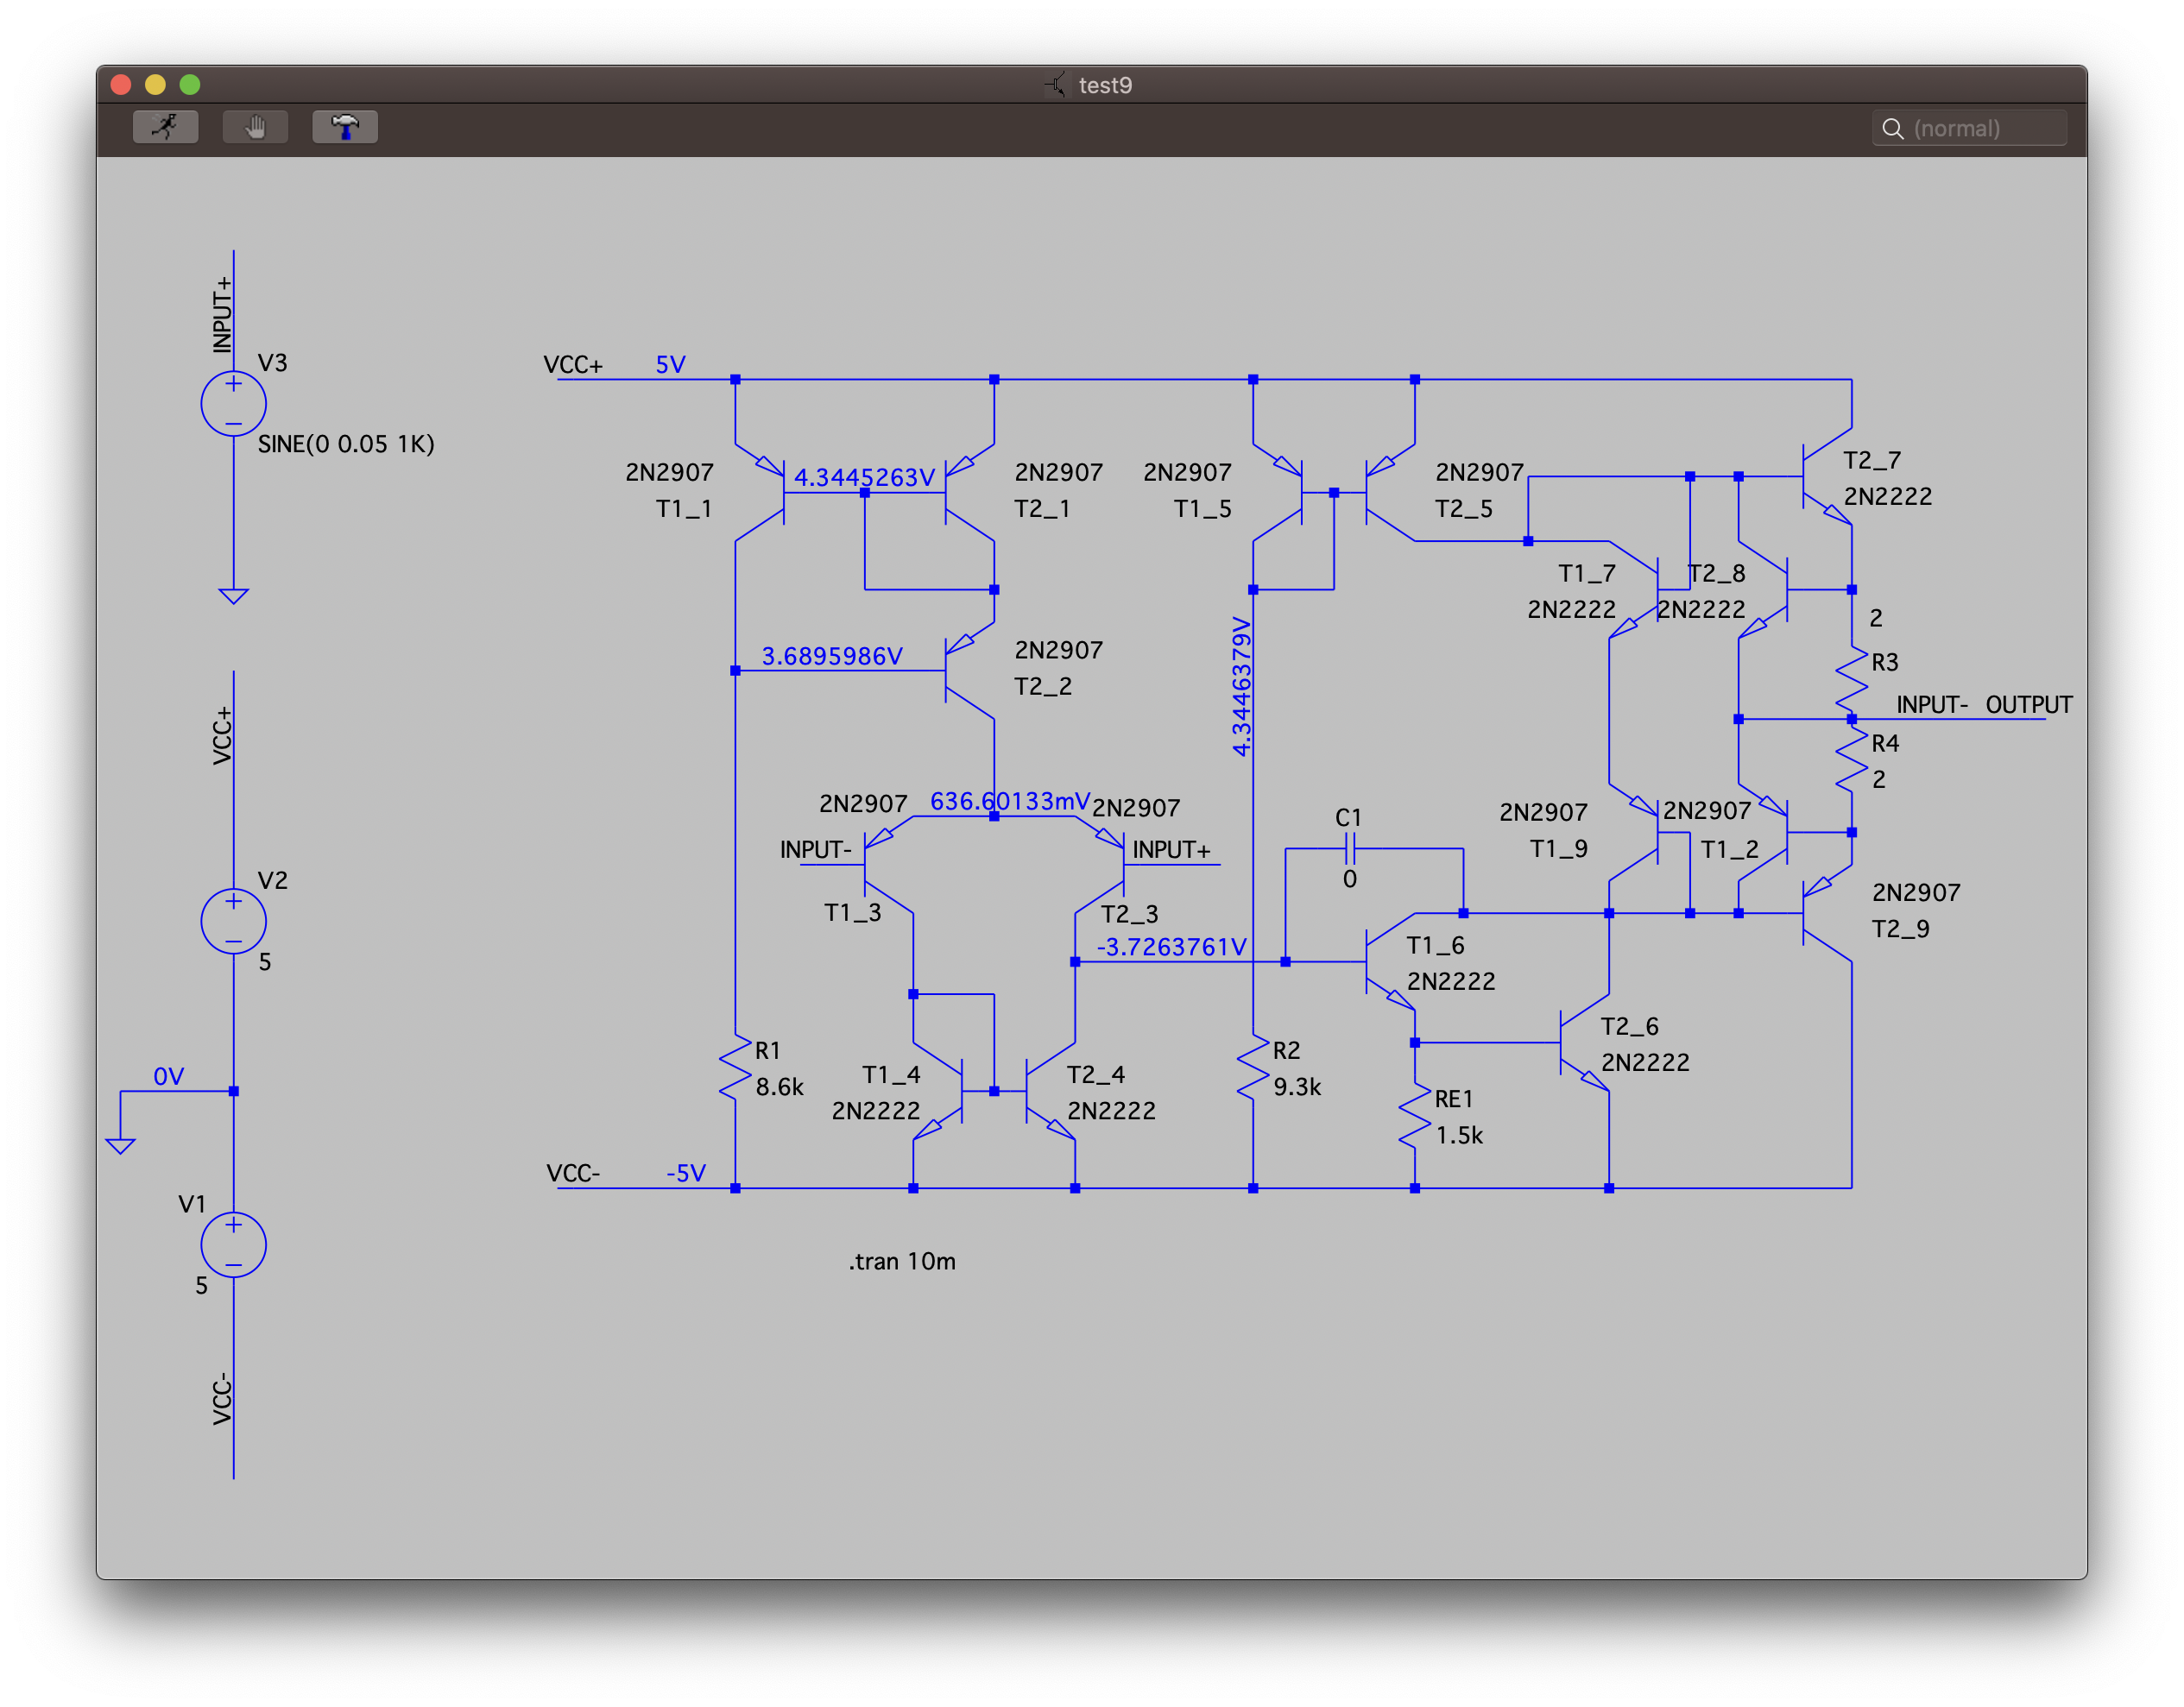 test9
(normal)
INPUT+
V3
SINE(0 0.05 1K)
VCC+
V2
5
0V
V1
5
VCC-
VCC+ 5V
2N2907
T1_1
4.3445263V
2N2907
T2_1
2N2907
T1_5
2N2907
T2_5
T2_7
2N2222
T1_7
2N2222
T2_8
2N2222
2
R3
3.6895986V
2N2907
T2_2
4.3446379V
INPUT- OUTPUT
R4
2
2N2907
636.60133mV
2N2907
INPUT-
INPUT+
T1_3
T2_3
C1
0
2N2907
T1_9
2N2907
T1_2
2N2907
T2_9
-3.7263761V
T1_6
2N2222
T2_6
2N2222
R1
8.6k
T1_4
2N2222
T2_4
2N2222
R2
9.3k
RE1
1.5k
VCC- -5V
.tran 10m